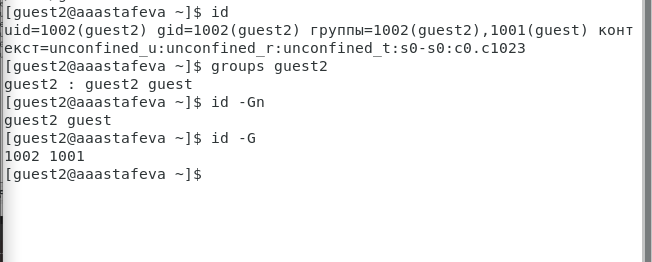 [guest2@aaastafeva ~]$ id
uid=1002(guest2) gid=1002(guest2) группы=1002(guest2),1001(guest) конт
екст=unconfined_u:unconfined_r:unconfined_t:s0-s0:c0.c1023
[guest2@aaastafeva ~]$ groups guest2
guest2 : guest2 guest
[guest2@aaastafeva ~]$ id -Gn
guest2 guest
[guest2@aaastafeva ~]$ id -G
1002 1001
[guest2@aaastafeva ~]$